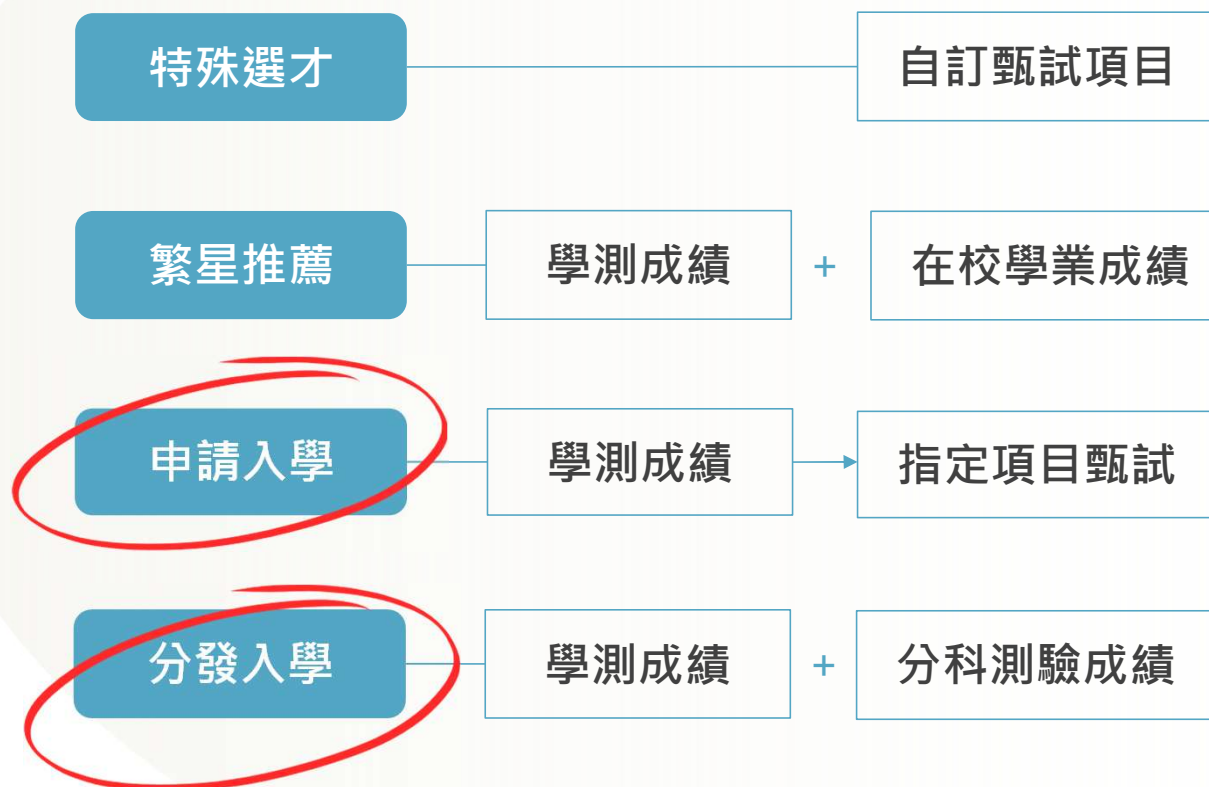 特殊選才 自訂甄試項目
繁星推薦 學測成績 + 在校學業成績
申請入學 學測成績 指定項目甄試
分發入學 學測成績 + 分科測驗成績